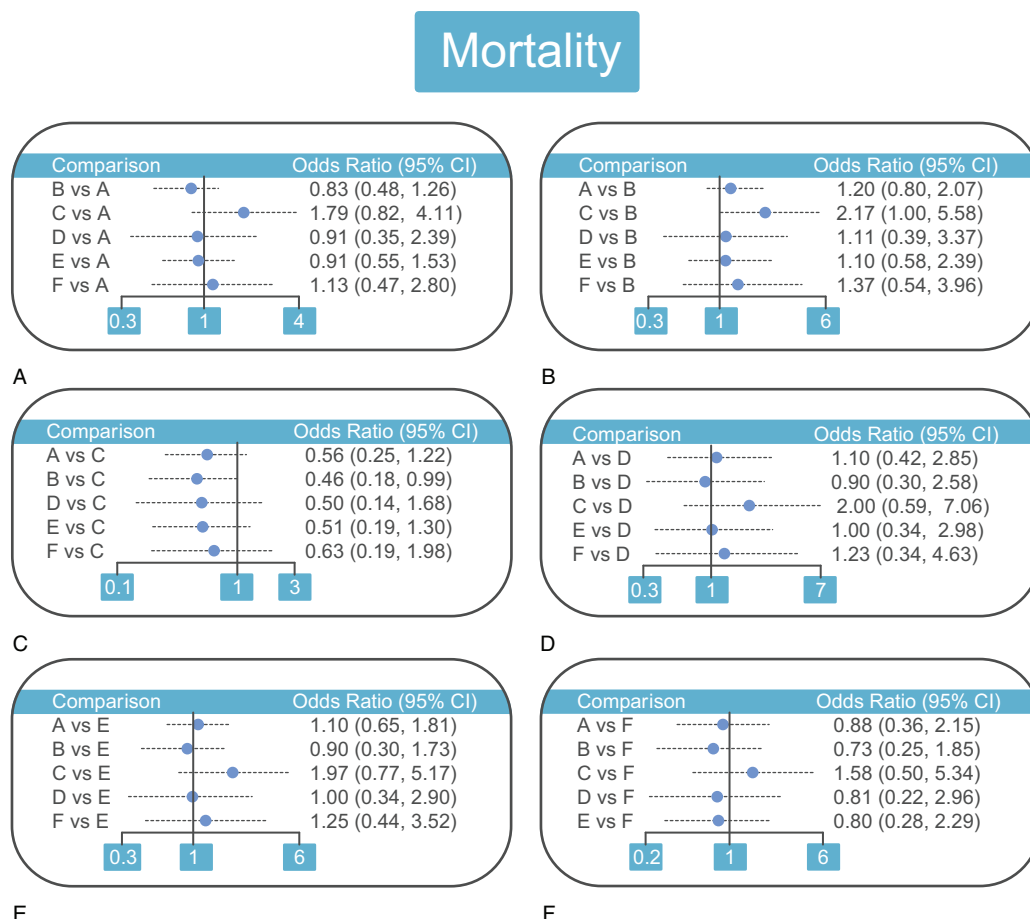 Mortality
Comparison Odds Ratio (95% CI)
B vs A 0.83 (0.48, 1.26)
C vs A 1.79 (0.82, 4.11)
D vs A 0.91 (0.35, 2.39)
E vs A 0.91 (0.55, 1.53)
F vs A 1.13 (0.47, 2.80)
0.3 1 4
A
Comparison Odds Ratio (95% CI)
A vs B 1.20 (0.80, 2.07)
C vs B 2.17 (1.00, 5.58)
D vs B 1.11 (0.39, 3.37)
E vs B 1.10 (0.58, 2.39)
F vs B 1.37 (0.54, 3.96)
0.3 1 6
B
Comparison Odds Ratio (95% CI)
A vs C 0.56 (0.25, 1.22)
B vs C 0.46 (0.18, 0.99)
D vs C 0.50 (0.14, 1.68)
E vs C 0.51 (0.19, 1.30)
F vs C 0.63 (0.19, 1.98)
0.1 1 3
C
Comparison Odds Ratio (95% CI)
A vs D 1.10 (0.42, 2.85)
B vs D 0.90 (0.30, 2.58)
C vs D 2.00 (0.59, 7.06)
E vs D 1.00 (0.34, 2.98)
F vs D 1.23 (0.34, 4.63)
0.3 1 7
D
Comparison Odds Ratio (95% CI)
A vs E 1.10 (0.65, 1.81)
B vs E 0.90 (0.30, 1.73)
C vs E 1.97 (0.77, 5.17)
D vs E 1.00 (0.34, 2.90)
F vs E 1.25 (0.44, 3.52)
0.3 1 6
E
Comparison Odds Ratio (95% CI)
A vs F 0.88 (0.36, 2.15)
B vs F 0.73 (0.25, 1.85)
C vs F 1.58 (0.50, 5.34)
D vs F 0.81 (0.22, 2.96)
E vs F 0.80 (0.28, 2.29)
0.2 1 6
F